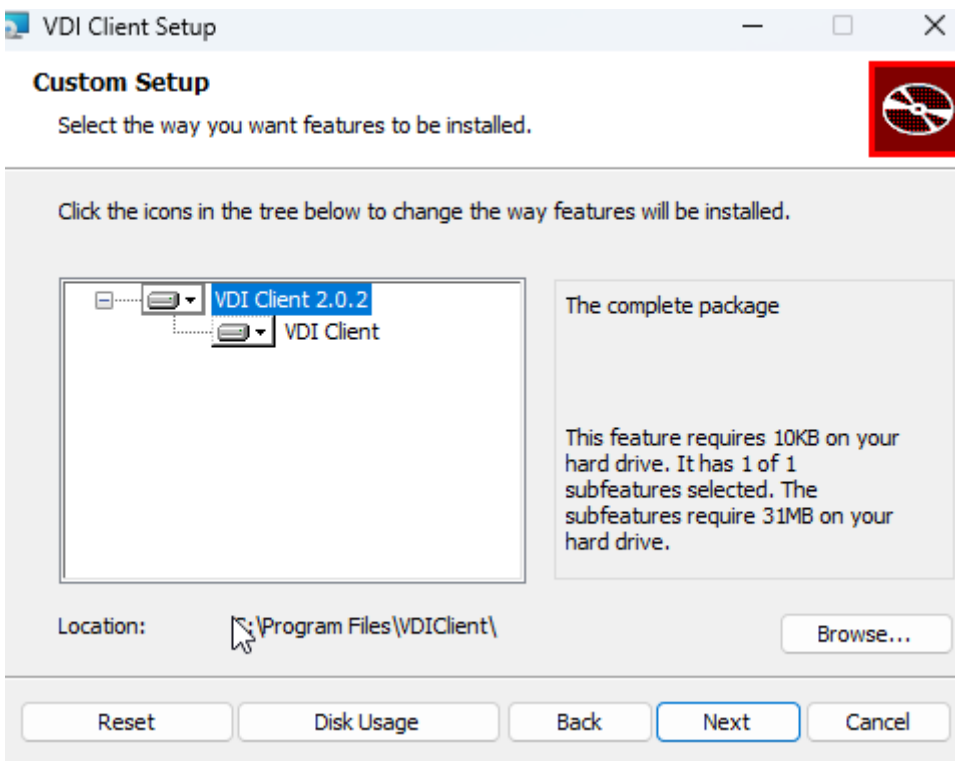 VDI Client Setup
Custom Setup
Select the way you want features to be installed.
Click the icons in the tree below to change the way features will be installed.
VDI Client 2.0.2
VDI Client
The complete package
This feature requires 10KB on your
hard drive. It has 1 of 1
subfeatures selected. The
subfeatures require 31MB on your
hard drive.
Location: :\Program Files\VDIClient\
Browse...
Reset Disk Usage Back Next Cancel